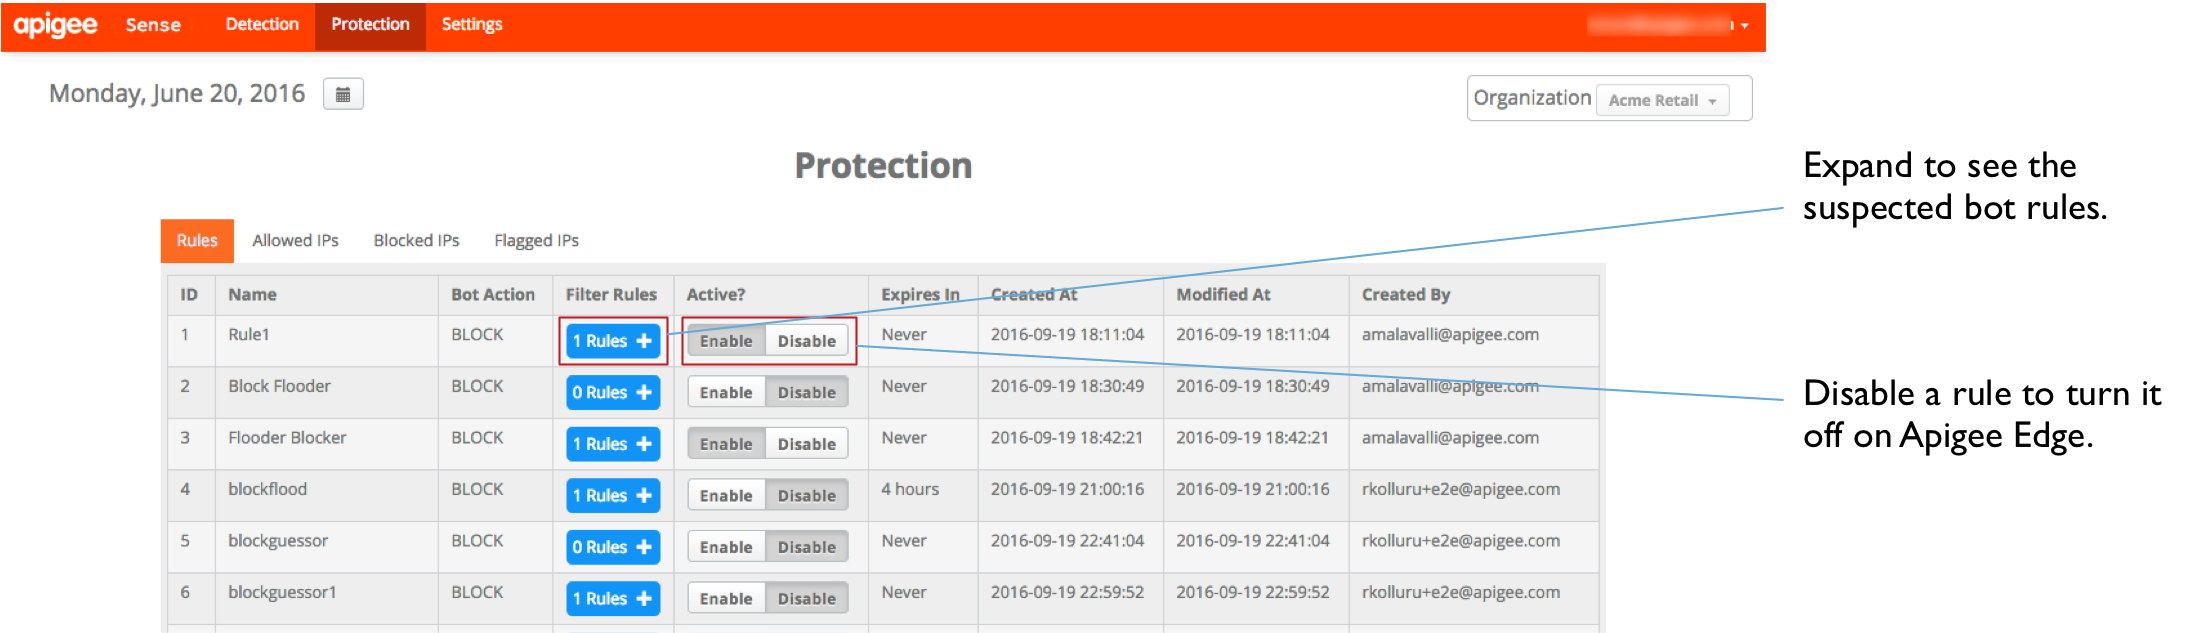 apigee Sense Detection Protection Settings
Monday, June 20, 2016
Organization Acme Retail
Protection
Expand to see the
suspected bot rules.
Rules Allowed IPs Blocked IPs Flagged IPs
ID Name Bot Action Filter Rules Active? Expires In Created At Modified At Created By
1 Rule1 BLOCK 1 Rules + Enable Disable Never 2016-09-19 18:11:04 2016-09-19 18:11:04 amalavalli@apigee.com
2 Block Flooder BLOCK 0 Rules + Enable Disable Never 2016-09-19 18:30:49 2016-09-19 18:30:49 amalavalli@apigee.com
3 Flooder Blocker BLOCK 1 Rules + Enable Disable Never 2016-09-19 18:42:21 2016-09-19 18:42:21 amalavalli@apigee.com
4 blockflood BLOCK 1 Rules + Enable Disable 4 hours 2016-09-19 21:00:16 2016-09-19 21:00:16 rkolluru+e2e@apigee.com
5 blockguessor BLOCK 0 Rules + Enable Disable Never 2016-09-19 22:41:04 2016-09-19 22:41:04 rkolluru+e2e@apigee.com
6 blockguessor1 BLOCK 1 Rules + Enable Disable Never 2016-09-19 22:59:52 2016-09-19 22:59:52 rkolluru+e2e@apigee.com
Disable a rule to turn it
off on Apigee Edge.